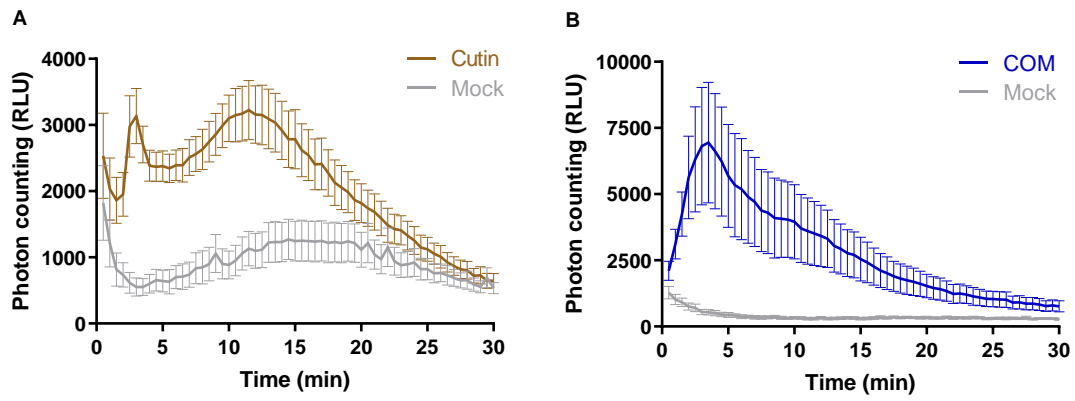 A
Photon counting (RLU)
4000
3000
2000
1000
0
Cutin
Mock
0 5 10 15 20 25 30
Time (min)
B
Photon counting (RLU)
10000
7500
5000
2500
0
COM
Mock
0 5 10 15 20 25 30
Time (min)